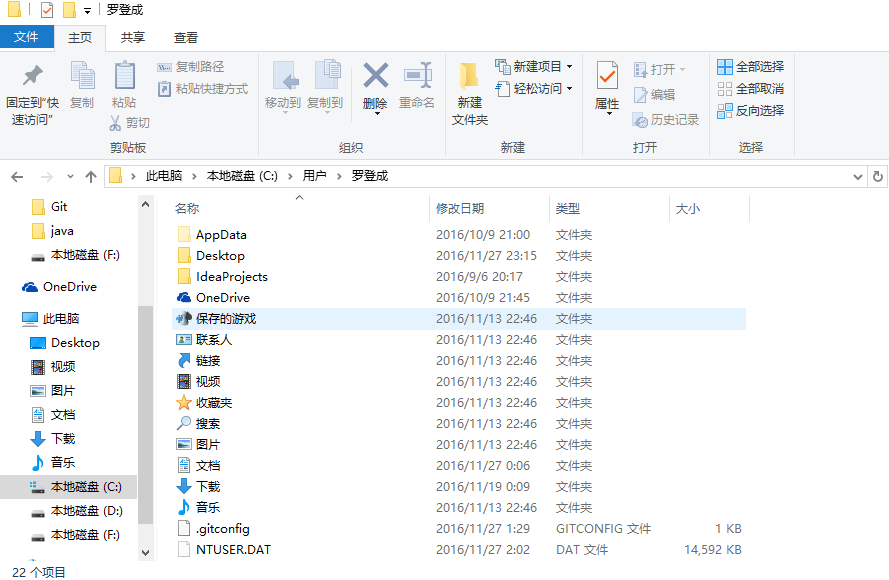 罗登成
文件 主页 共享 查看
固定到"快速访问"
复制
粘贴
复制路径
粘贴快捷方式
剪切
剪贴板
移动到
复制到
删除
重命名
组织
新建文件夹
新建项目
轻松访问
新建
属性
打开
编辑
历史记录
打开
全部选择
全部取消
反向选择
选择
此电脑 本地磁盘 (C:) 用户 罗登成
Git
java
本地磁盘 (F:)
OneDrive
此电脑
Desktop
视频
图片
文档
下载
音乐
本地磁盘 (C:)
本地磁盘 (D:)
本地磁盘 (F:)
名称 修改日期 类型 大小
AppData 2016/10/9 21:00 文件夹
Desktop 2016/11/27 23:15 文件夹
IdeaProjects 2016/9/6 20:17 文件夹
OneDrive 2016/10/9 21:45 文件夹
保存的游戏 2016/11/13 22:46 文件夹
联系人 2016/11/13 22:46 文件夹
链接 2016/11/13 22:46 文件夹
视频 2016/11/13 22:46 文件夹
收藏夹 2016/11/13 22:46 文件夹
搜索 2016/11/13 22:46 文件夹
图片 2016/11/13 22:46 文件夹
文档 2016/11/27 0:06 文件夹
下载 2016/11/19 0:09 文件夹
音乐 2016/11/13 22:46 文件夹
.gitconfig 2016/11/27 1:29 GITCONFIG 文件 1 KB
NTUSER.DAT 2016/11/27 2:02 DAT 文件 14,592 KB
22 个项目